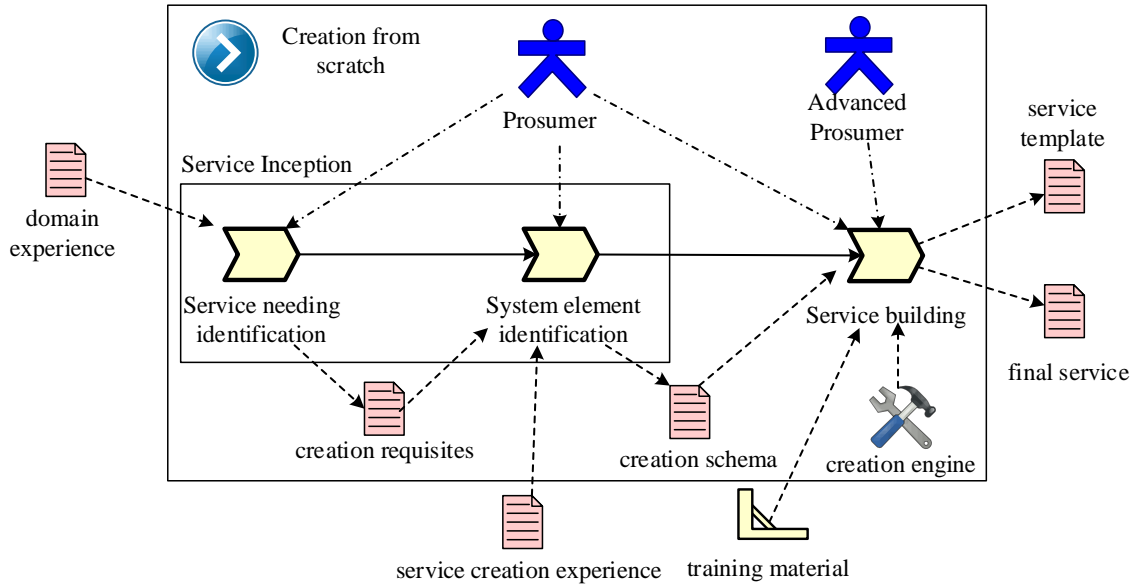 Creation from
scratch
Prosumer
Advanced
Prosumer
service
template
Service Inception
domain
experience
Service needing
identification
System element
identification
Service building
final service
creation requisites
creation schema
creation engine
service creation experience
training material